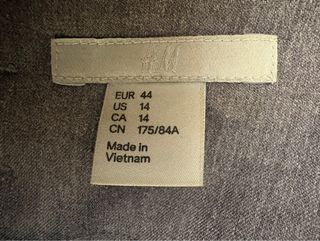 H&M
EUR 44
US 14
CA 14
CN 175/84A
Made in
Vietnam